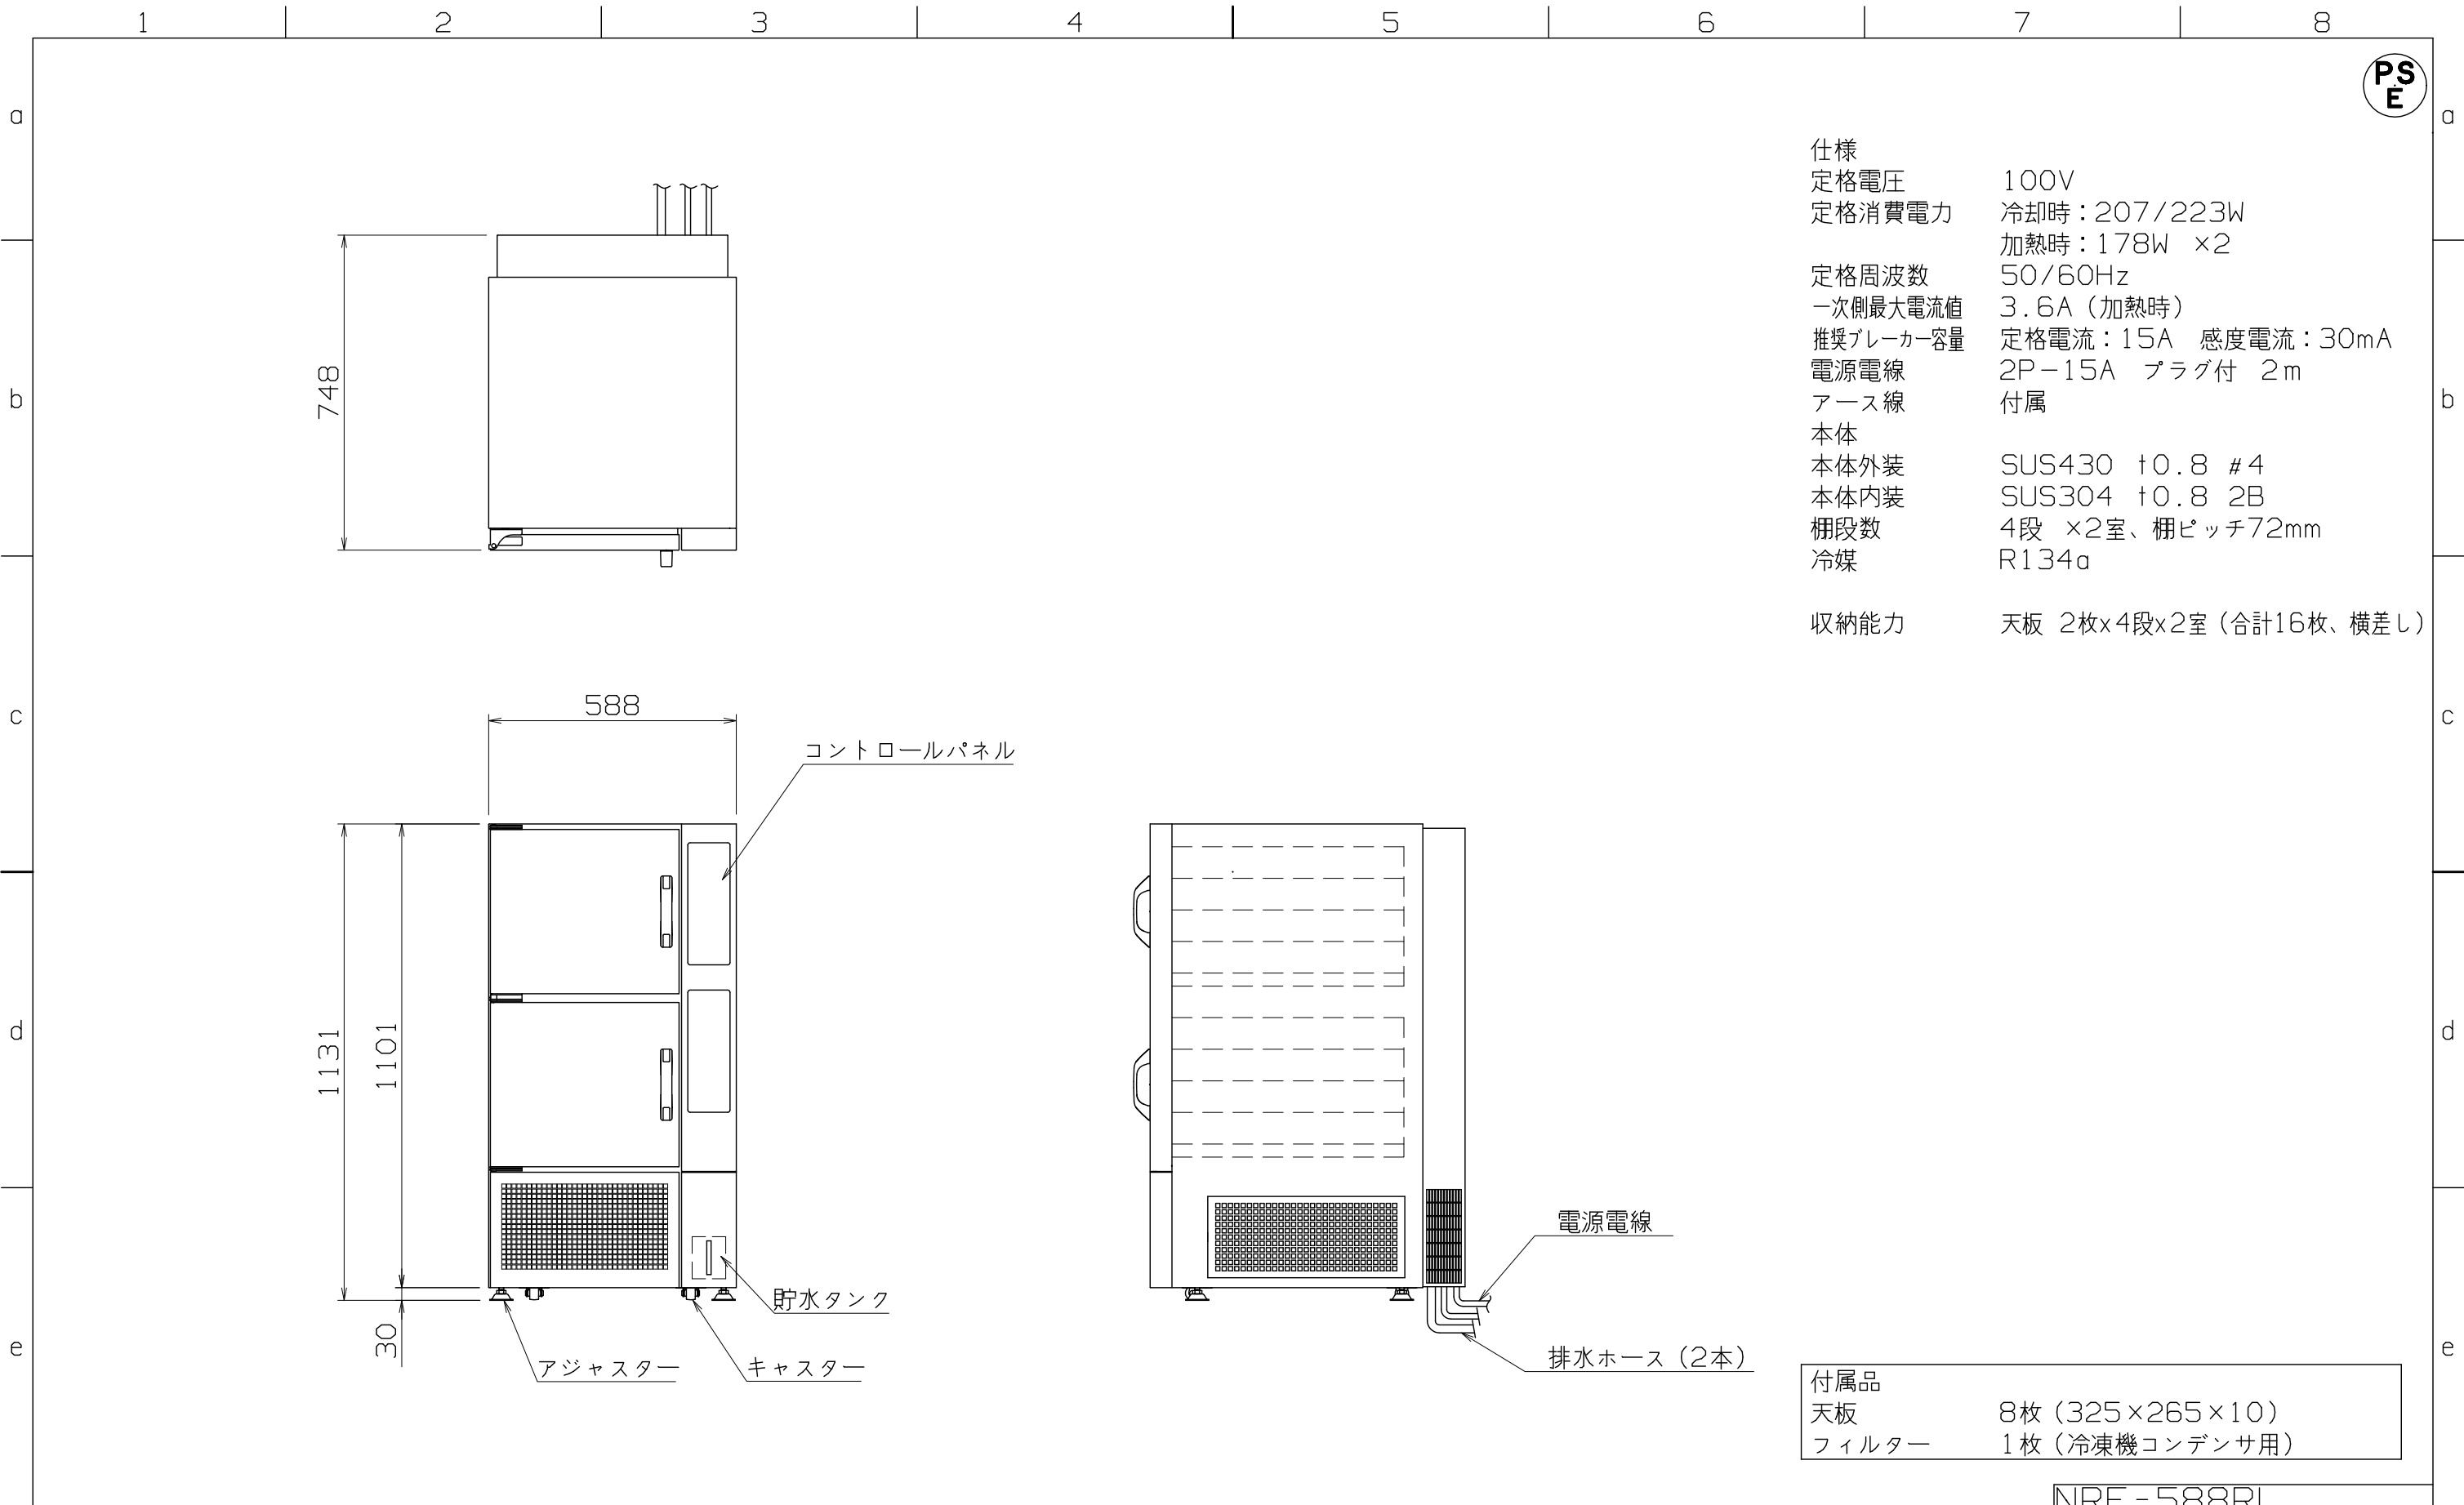 1 2 3 4 5 6 7 8
PS
E
a a
仕様
定格電圧 100V
定格消費電力 冷却時：207/223W
加熱時：178W ×2
定格周波数 50/60Hz
一次側最大電流値 3.6A（加熱時）
推奨ブレーカー容量 定格電流：15A 感度電流：30mA
電源電線 2P－15A プラグ付 2m
アース線 付属
本体
本体外装 SUS430 t0.8 #4
本体内装 SUS304 t0.8 2B
棚段数 4段 ×2室、棚ピッチ72mm
冷媒 R134a
収納能力 天板 2枚x4段x2室（合計16枚、横差し）
748
b b
588
c c
コントロールパネル
1131
1101
d d
電源電線
貯水タンク
30
e e
アジャスター
キャスター
排水ホース（2本）
付属品
天板 8枚（325×265×10）
フィルター 1枚（冷凍機コンデンサ用）